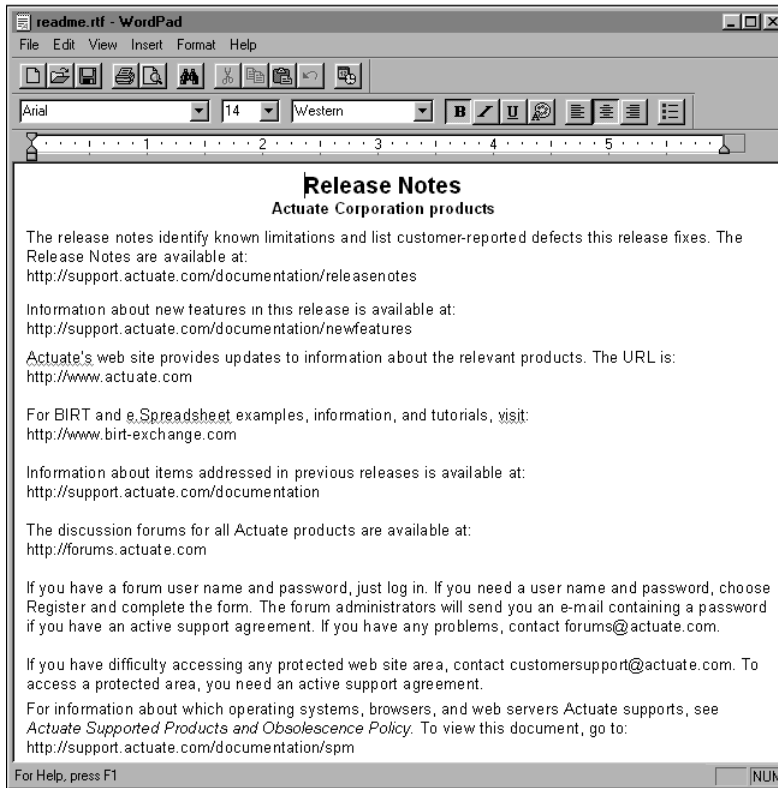 readme.rtf - WordPad
File Edit View Insert Format Help
Arial 14 Western B I U
1 2 3 4 5
Release Notes
Actuate Corporation products
The release notes identify known limitations and list customer-reported defects this release fixes. The
Release Notes are available at:
http://support.actuate.com/documentation/releasenotes
Information about new features in this release is available at:
http://support.actuate.com/documentation/newfeatures
Actuate's web site provides updates to information about the relevant products. The URL is:
http://www.actuate.com
For BIRT and e.Spreadsheet examples, information, and tutorials, visit:
http://www.birt-exchange.com
Information about items addressed in previous releases is available at:
http://support.actuate.com/documentation
The discussion forums for all Actuate products are available at:
http://forums.actuate.com
If you have a forum user name and password, just log in. If you need a user name and password, choose
Register and complete the form. The forum administrators will send you an e-mail containing a password
if you have an active support agreement. If you have any problems, contact forums@actuate.com.
If you have difficulty accessing any protected web site area, contact customersupport@actuate.com. To
access a protected area, you need an active support agreement.
For information about which operating systems, browsers, and web servers Actuate supports, see
Actuate Supported Products and Obsolescence Policy. To view this document, go to:
http://support.actuate.com/documentation/spm
For Help, press F1 NUM